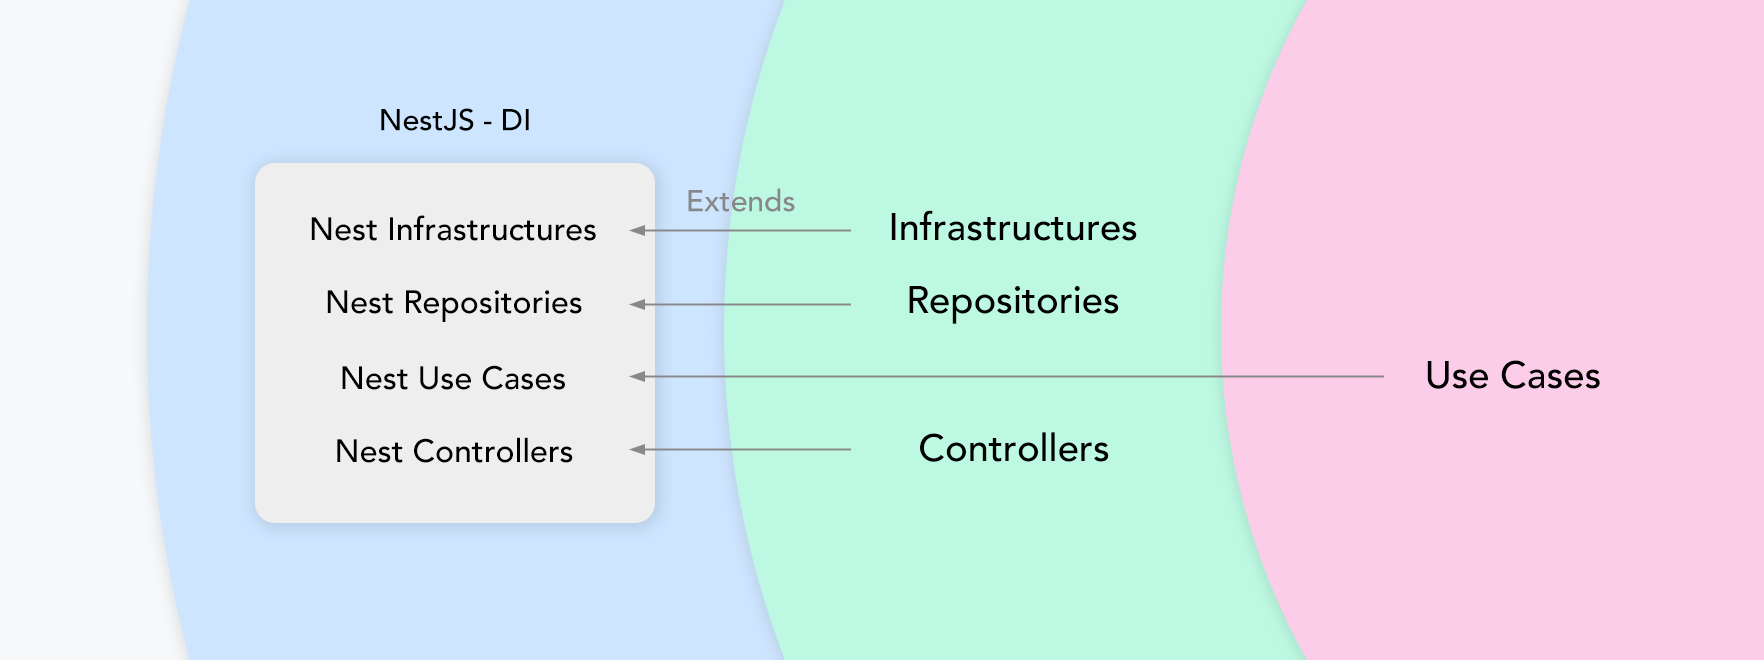 NestJS - DI
Extends
Nest Infrastructures
Infrastructures
Nest Repositories
Repositories
Nest Use Cases
Use Cases
Nest Controllers
Controllers